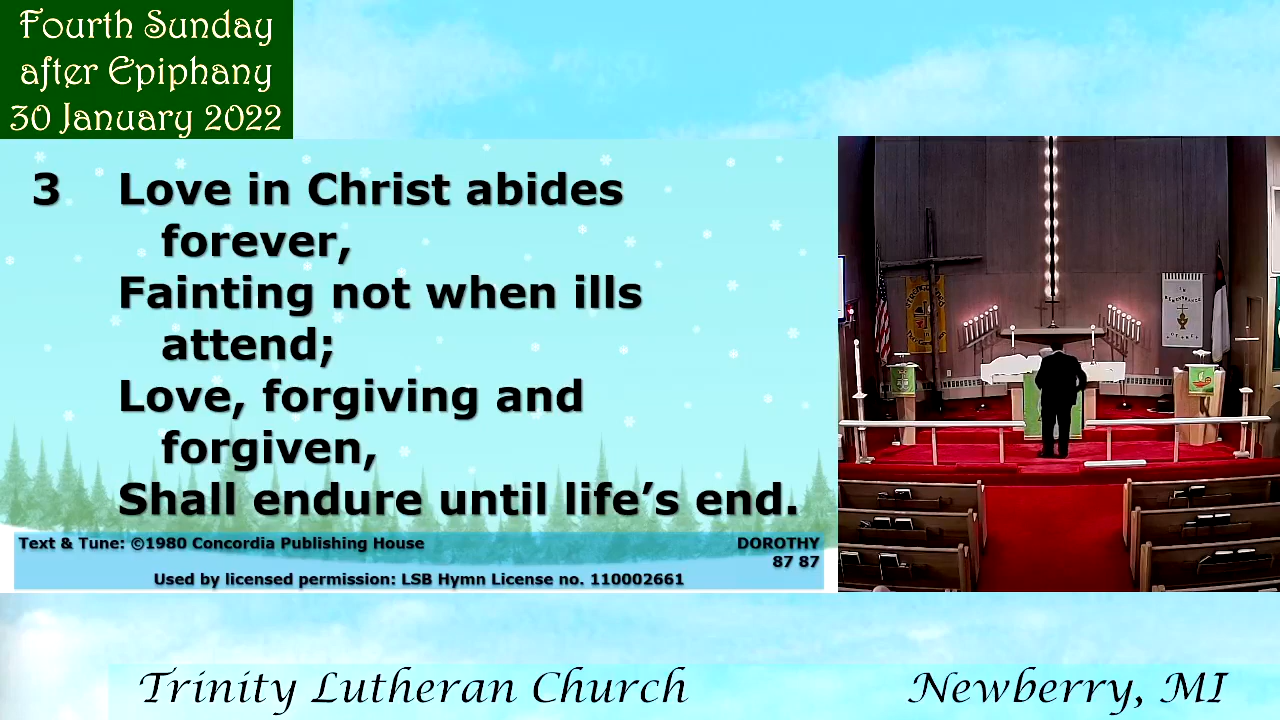 Fourth Sunday
after Epiphany
30 January 2022
3 Love in Christ abides
forever,
Fainting not when ills
attend;
Love, forgiving and
forgiven,
Shall endure until life’s end.
Text & Tune: ©1980 Concordia Publishing House
DOROTHY
87 87
Used by licensed permission: LSB Hymn License no. 110002661
Trinity Lutheran Church
Newberry, MI